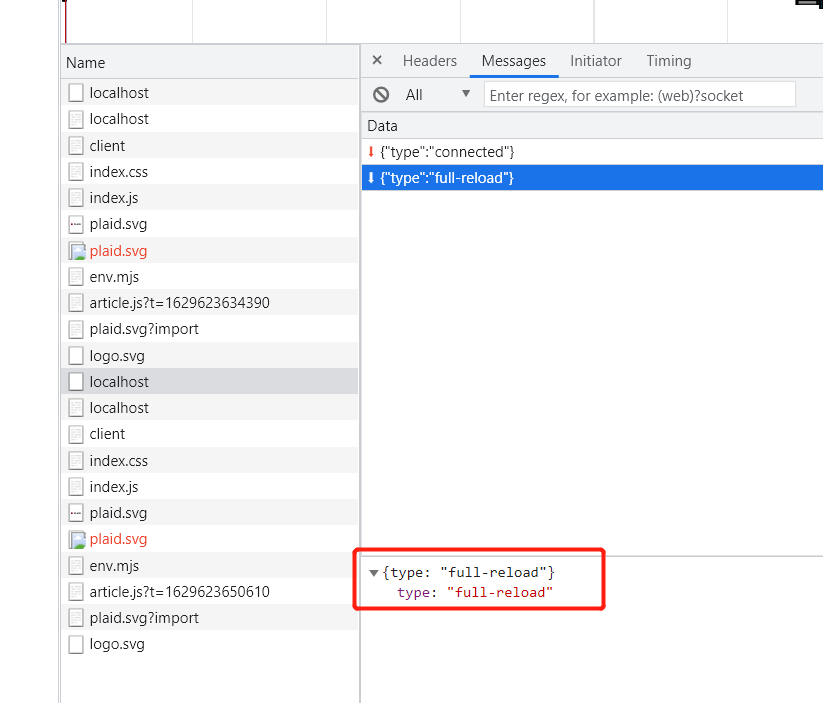 Name
localhost
localhost
client
index.css
index.js
plaid.svg
plaid.svg
env.mjs
article.js?t=1629623634390
plaid.svg?import
logo.svg
localhost
localhost
client
index.css
index.js
plaid.svg
plaid.svg
env.mjs
article.js?t=1629623650610
plaid.svg?import
logo.svg
× Headers Messages Initiator Timing
All Enter regex, for example: (web)?socket
Data
{"type":"connected"}
{"type":"full-reload"}
{type: "full-reload"}
type: "full-reload"